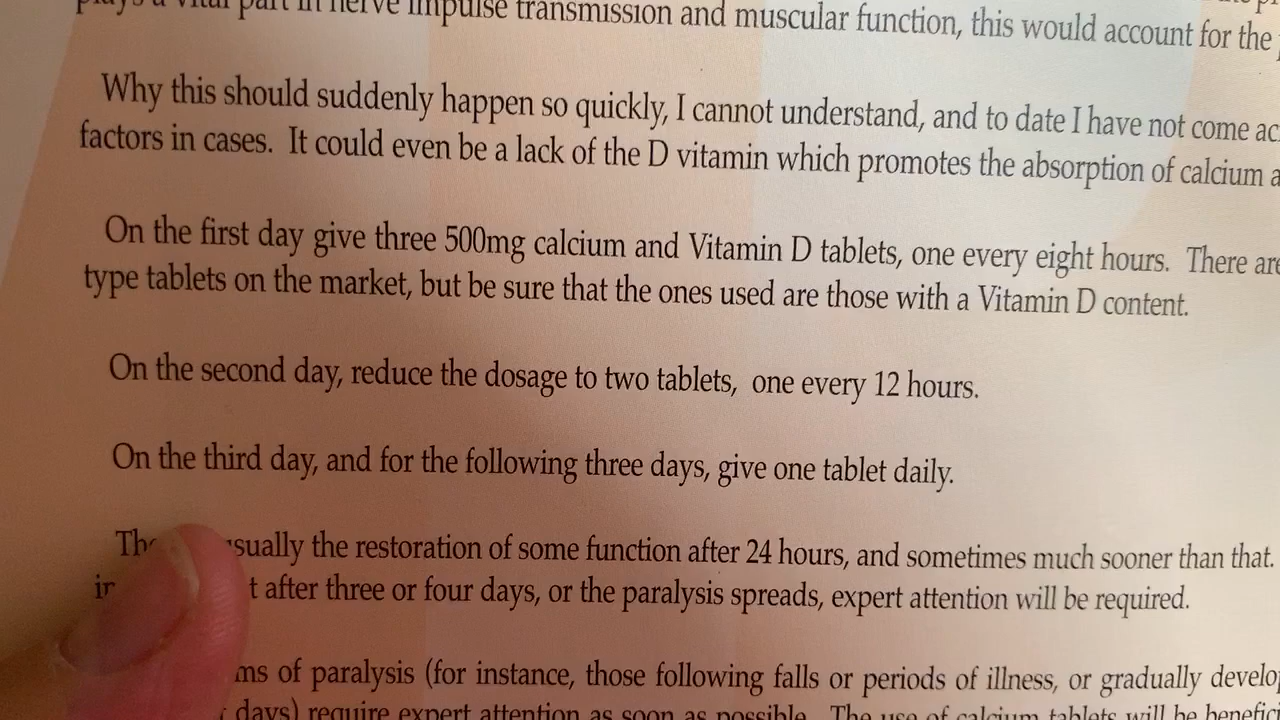 plays a vital part in nerve impulse transmission and muscular function, this would account for the
Why this should suddenly happen so quickly, I cannot understand, and to date I have not come
factors in cases. It could even be a lack of the D vitamin which promotes the absorption of calcium
On the first day give three 500mg calcium and Vitamin D tablets, one every eight hours. There are
type tablets on the market, but be sure that the ones used are those with a Vitamin D content.
On the second day, reduce the dosage to two tablets, one every 12 hours.
On the third day, and for the following three days, give one tablet daily.
usually the restoration of some function after 24 hours, and sometimes much sooner than that.
after three or four days, or the paralysis spreads, expert attention will be required.
of paralysis (for instance, those following falls or periods of illness, or gradually
days) require expert attention as soon as possible. The use of calcium tablets will be